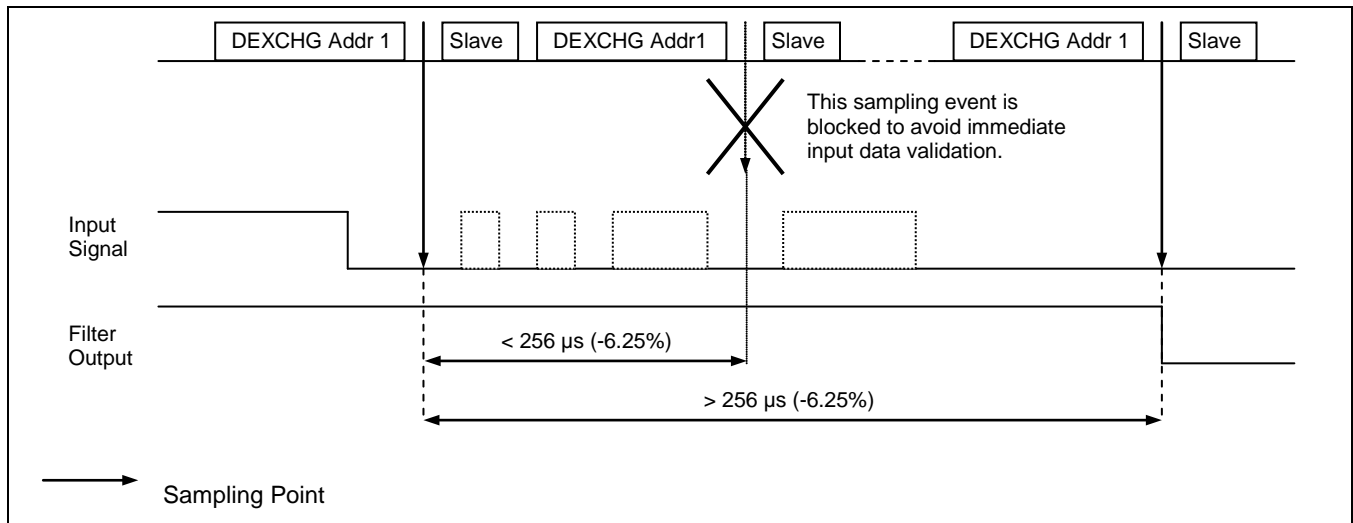 DEXCHG Addr 1
Slave
DEXCHG Addr1
Slave
DEXCHG Addr 1
Slave
This sampling event is
blocked to avoid immediate
input data validation.
Input
Signal
Filter
Output
< 256 µs (-6.25%)
> 256 µs (-6.25%)
Sampling Point